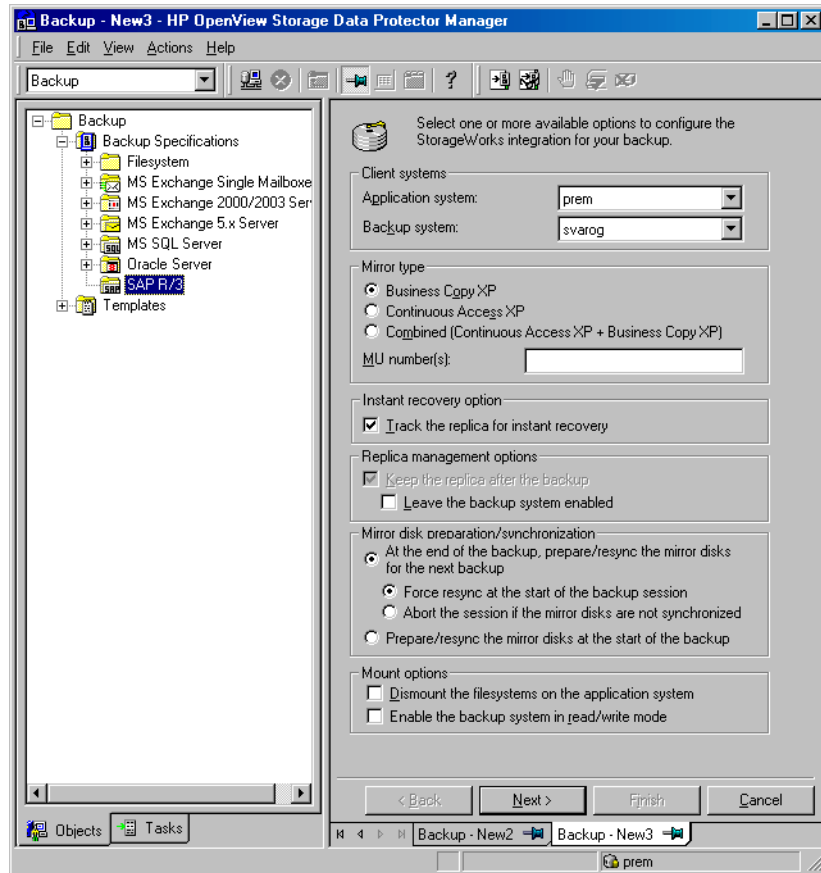 Backup - New3 - HP OpenView Storage Data Protector Manager
File Edit View Actions Help
Backup
Backup
Backup Specifications
Filesystem
MS Exchange Single Mailboxe
MS Exchange 2000/2003 Ser
MS Exchange 5.x Server
MS SQL Server
Oracle Server
SAP R/3
Templates
Objects
Tasks
Select one or more available options to configure the
StorageWorks integration for your backup.
Client systems
Application system:
prem
Backup system:
svarog
Mirror type
Business Copy XP
Continuous Access XP
Combined (Continuous Access XP + Business Copy XP)
MU number(s):
Instant recovery option
Track the replica for instant recovery
Replica management options
Keep the replica after the backup
Leave the backup system enabled
Mirror disk preparation/synchronization
At the end of the backup, prepare/resync the mirror disks
for the next backup
Force resync at the start of the backup session
Abort the session if the mirror disks are not synchronized
Prepare/resync the mirror disks at the start of the backup
Mount options
Dismount the filesystems on the application system
Enable the backup system in read/write mode
< Back
Next >
Finish
Cancel
Backup - New2
Backup - New3
prem